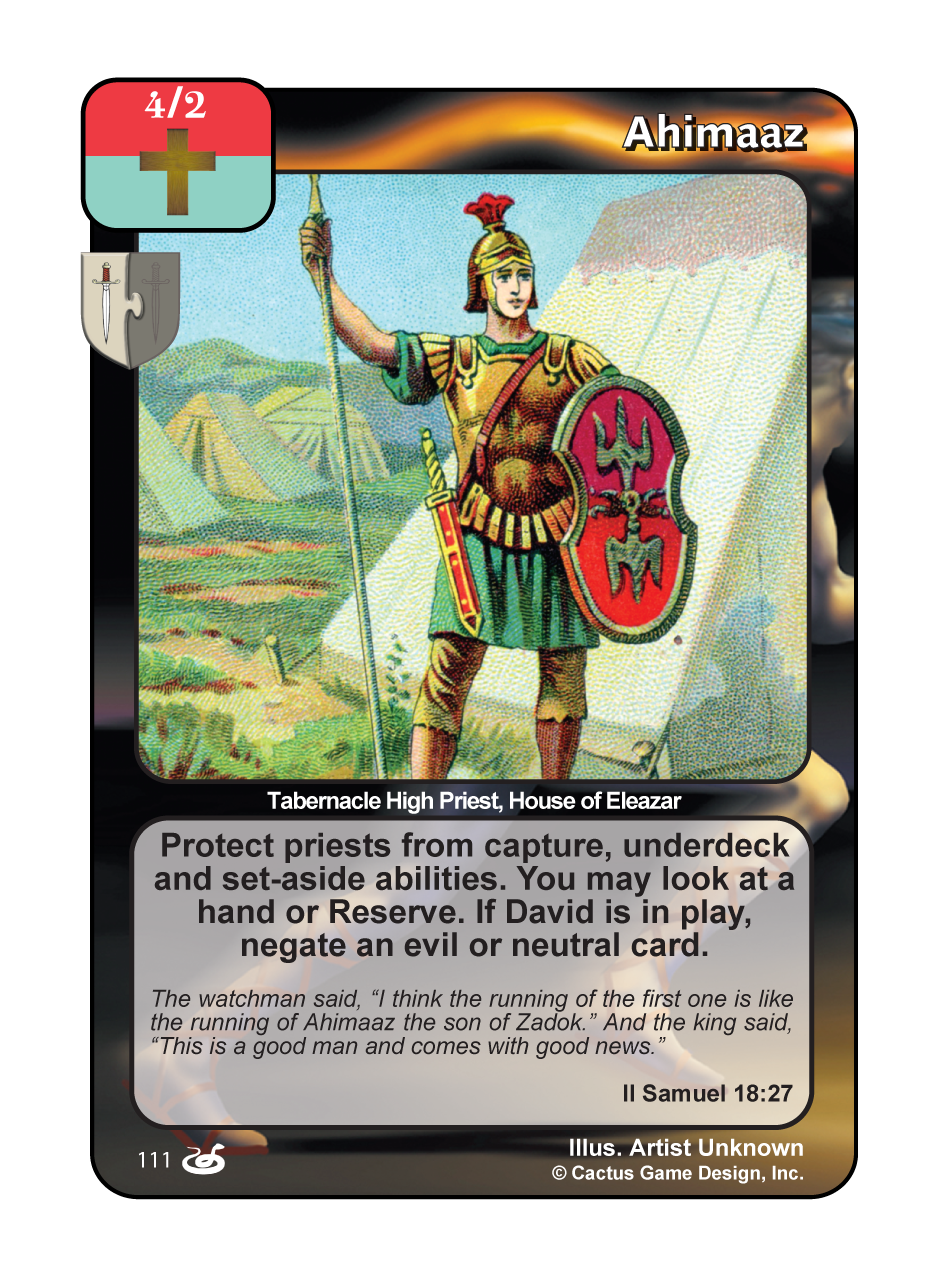 4/2
Ahimaaz
Tabernacle High Priest, House of Eleazar
Protect priests from capture, underdeck
and set-aside abilities. You may look at a
hand or Reserve. If David is in play,
negate an evil or neutral card.
The watchman said, “I think the running of the first one is like
the running of Ahimaaz the son of Zadok.” And the king said,
“This is a good man and comes with good news.”
II Samuel 18:27
111
Illus. Artist Unknown
© Cactus Game Design, Inc.